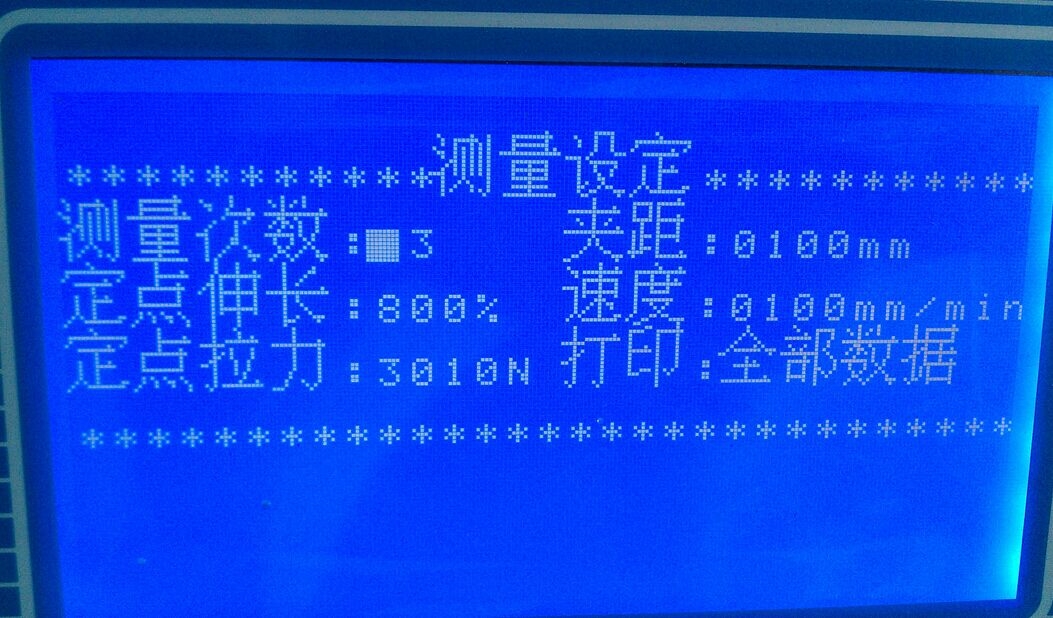 ***********测量设定***********
测量次数:■3 夹距:0100mm
定点伸长:800% 速度:0100mm/min
定点拉力:3010N 打印:全部数据
*****************************